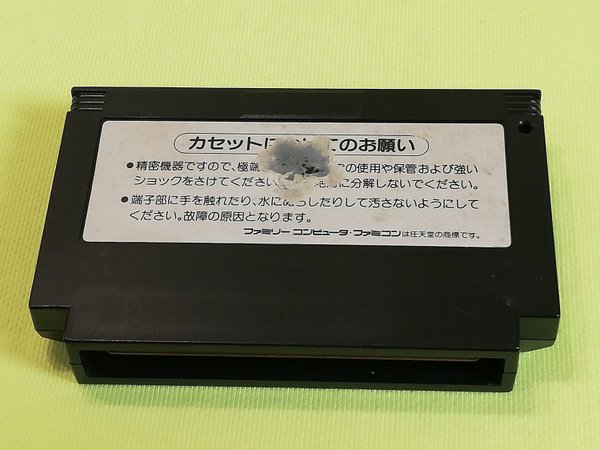 カセットに てのお願い
●精密機器ですので、極端 の使用や保管および強い
ショックをさけてください。 に分解しないでください。
●端子部に手を触れたり、水にぬらしたりして汚さないようにして
ください。故障の原因となります。
ファミリー コンピュータ・ファミコンは任天堂の商標です。